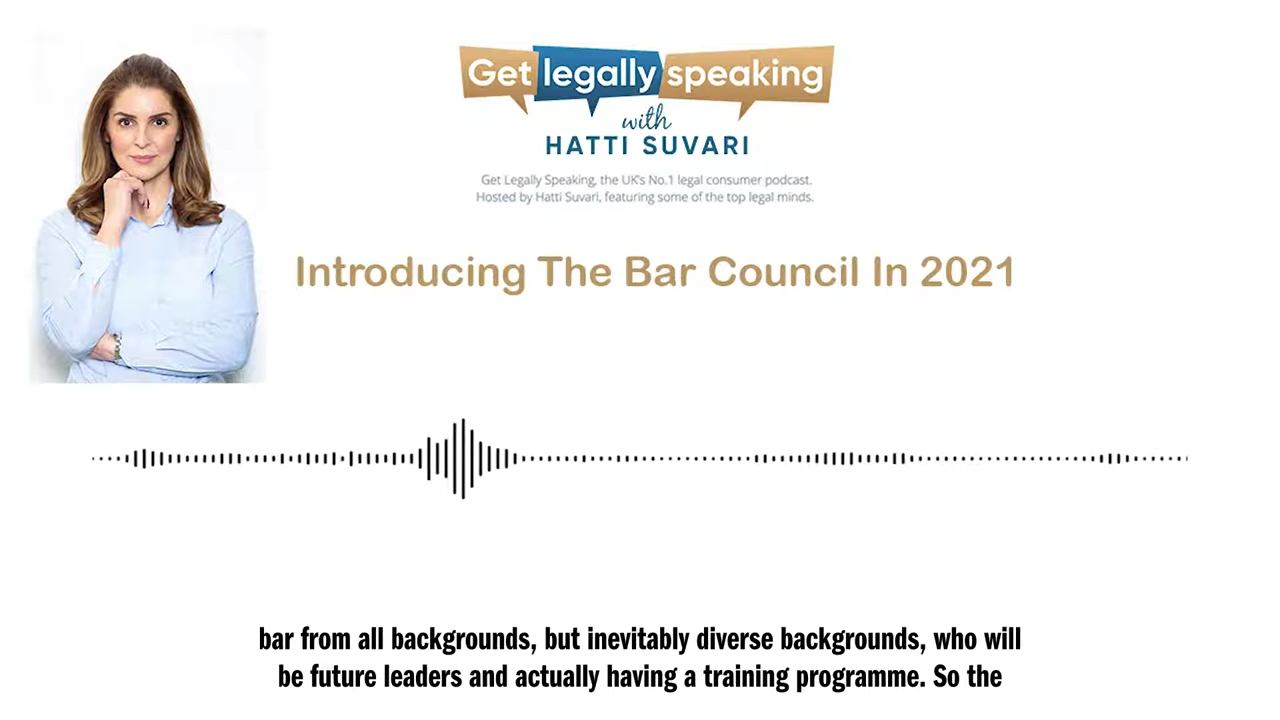 Get legally speaking
with
HATTI SUVARI
Get Legally Speaking, the UK's No.1 legal consumer podcast.
Hosted by Hatti Suvari, featuring some of the top legal minds.
Introducing The Bar Council In 2021
bar from all backgrounds, but inevitably diverse backgrounds, who will
be future leaders and actually having a training programme. So the